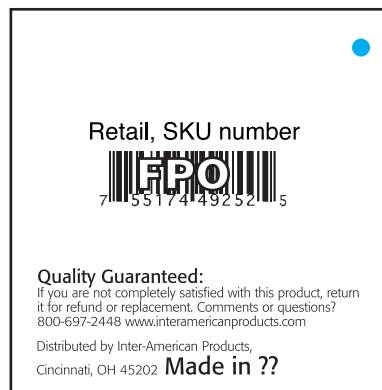 Retail, SKU number
FPO
7 55174 49252 5
Quality Guaranteed:
If you are not completely satisfied with this product, return
it for refund or replacement. Comments or questions?
800-697-2448 www.interamericanproducts.com
Distributed by Inter-American Products,
Cincinnati, OH 45202 Made in ??